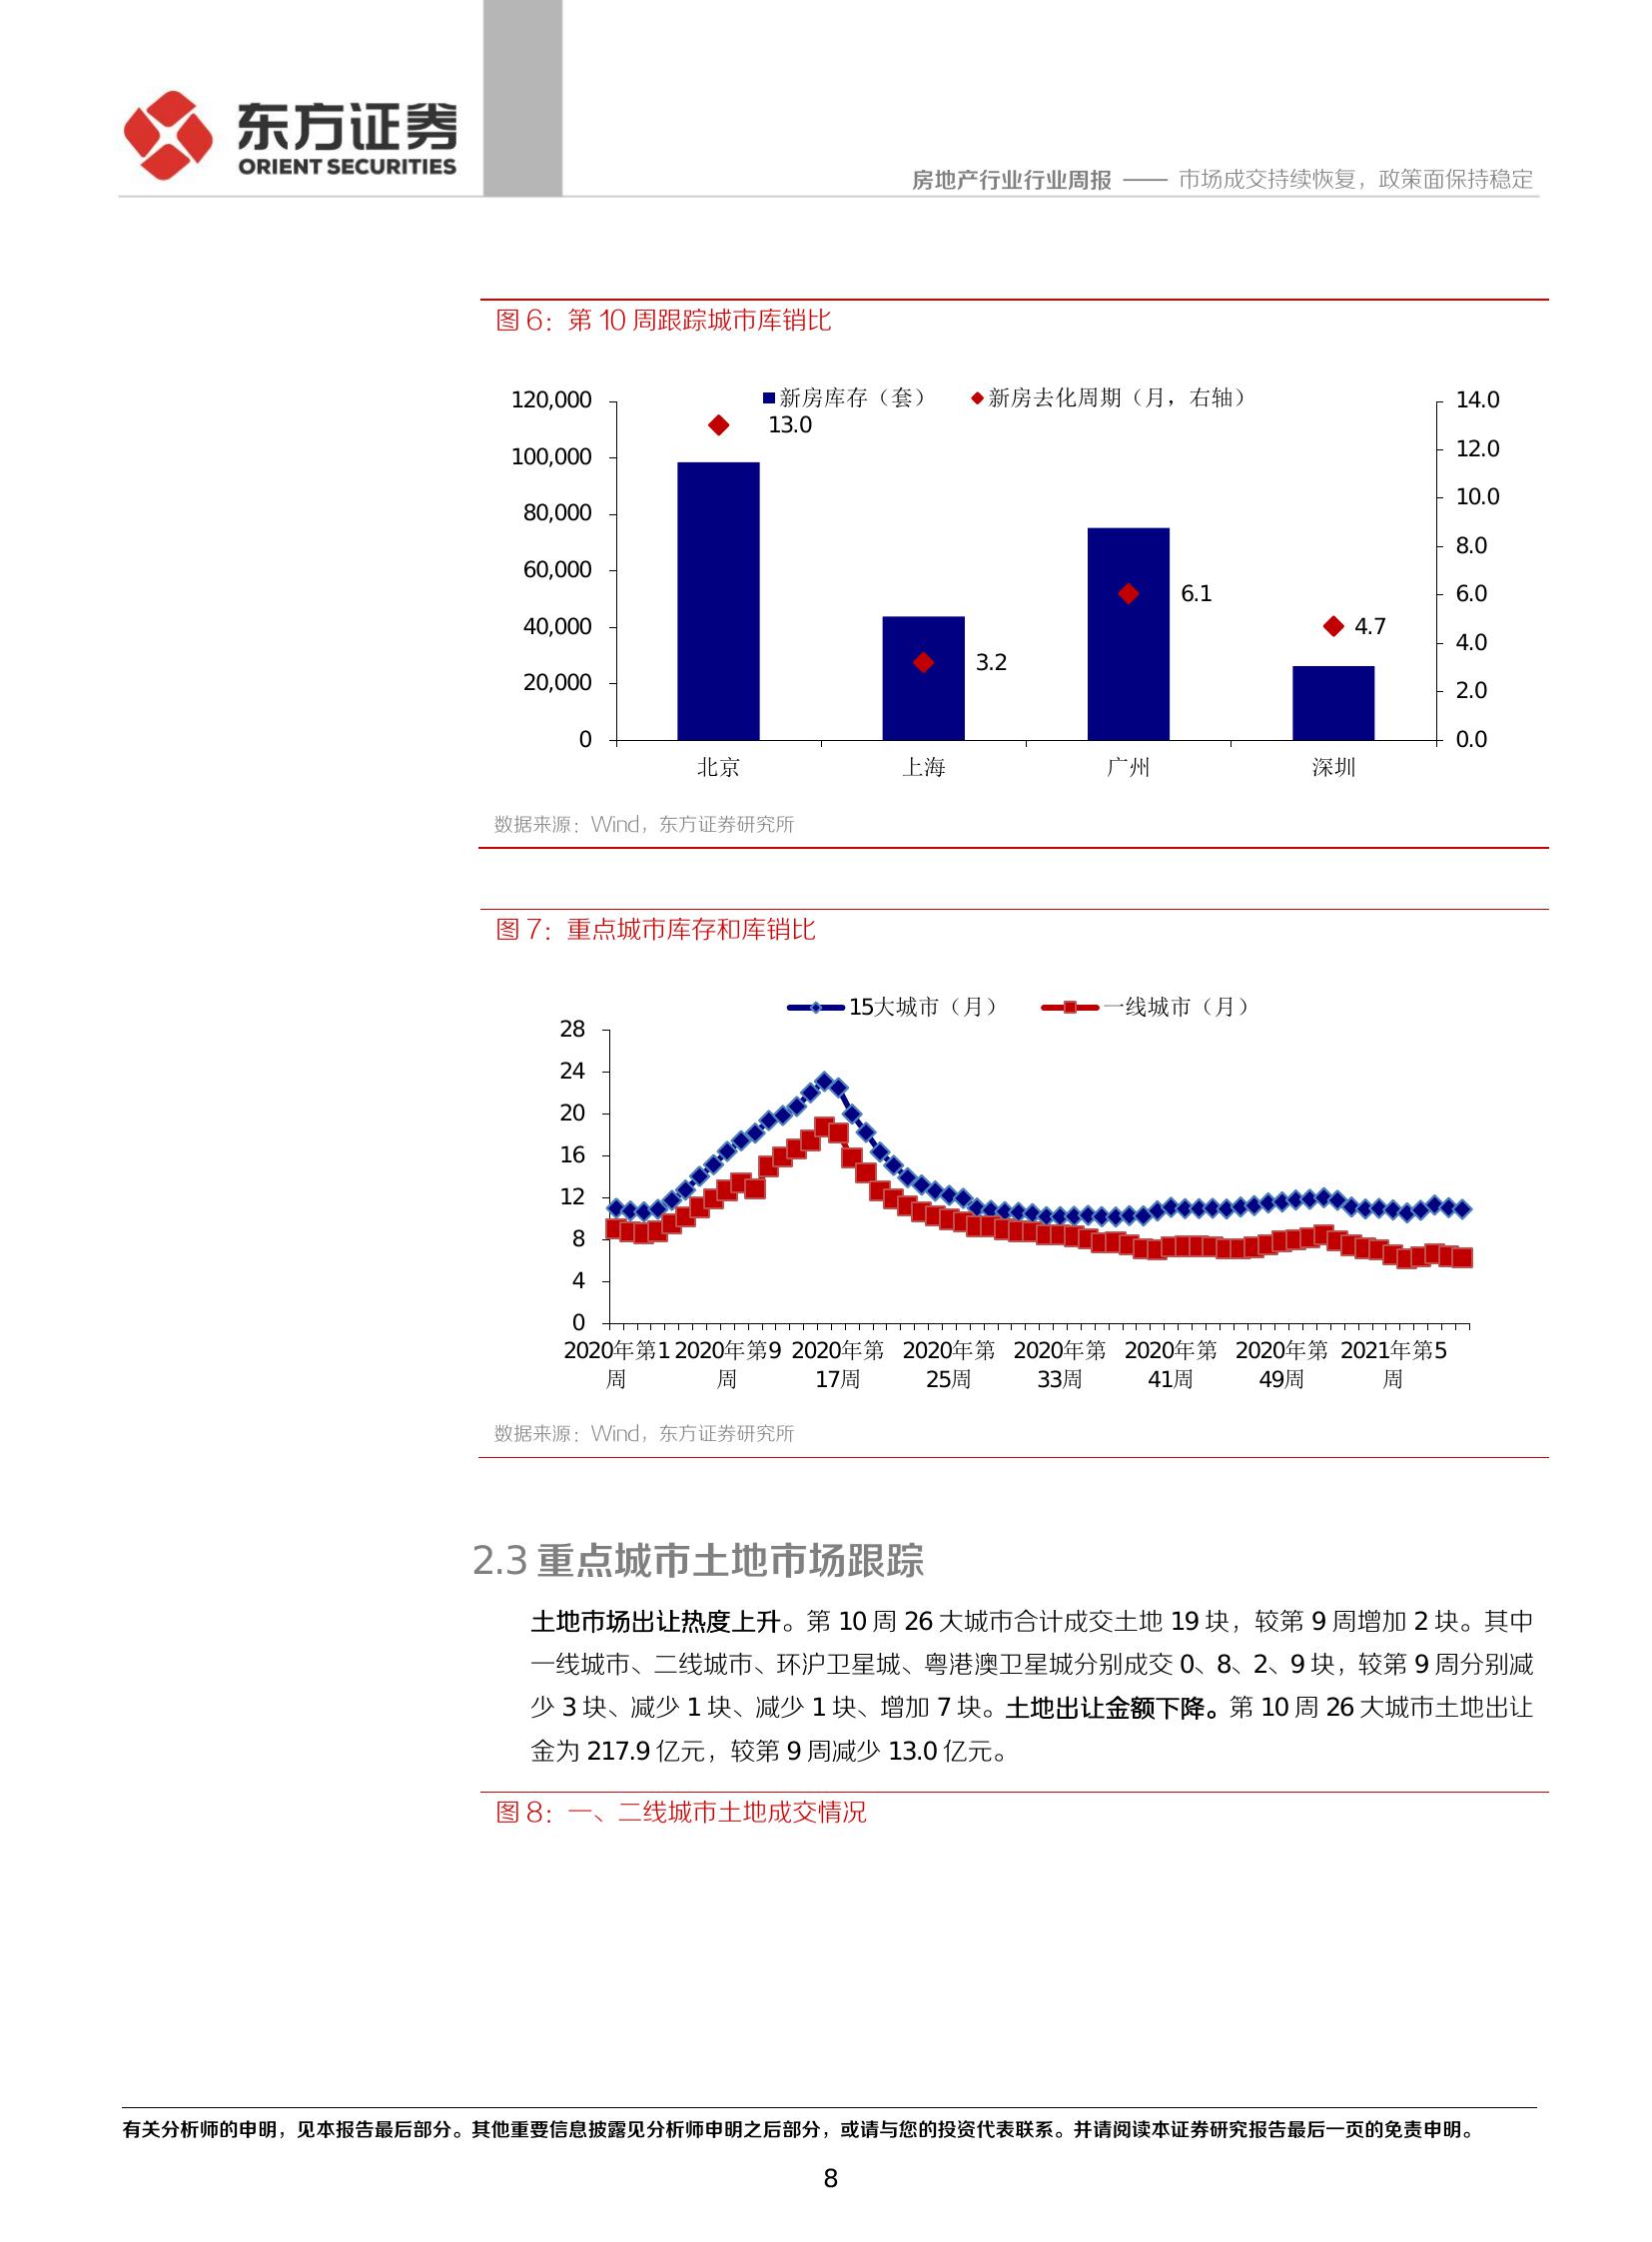 东方证券
ORIENT SECURITIES
房地产行业行业周报 —— 市场成交持续恢复，政策面保持稳定
图 6：第 10 周跟踪城市库销比
新房库存（套） 新房去化周期（月，右轴）
120,000
100,000
80,000
60,000
40,000
20,000
0
13.0
3.2
6.1
4.7
14.0
12.0
10.0
8.0
6.0
4.0
2.0
0.0
北京 上海 广州 深圳
数据来源：Wind，东方证券研究所
图 7：重点城市库存和库销比
15大城市（月） 一线城市（月）
28
24
20
16
12
8
4
0
2020年第1 2020年第9 2020年第 2020年第 2020年第 2020年第 2020年第 2021年第5
周 周 17周 25周 33周 41周 49周 周
数据来源：Wind，东方证券研究所
2.3 重点城市土地市场跟踪
土地市场出让热度上升。第 10 周 26 大城市合计成交土地 19 块，较第 9 周增加 2 块。其中
一线城市、二线城市、环沪卫星城、粤港澳卫星城分别成交 0、8、2、9 块，较第 9 周分别减
少 3 块、减少 1 块、减少 1 块、增加 7 块。土地出让金额下降。第 10 周 26 大城市土地出让
金为 217.9 亿元，较第 9 周减少 13.0 亿元。
图 8：一、二线城市土地成交情况
有关分析师的申明，见本报告最后部分。其他重要信息披露见分析师申明之后部分，或请与您的投资代表联系。并请阅读本证券研究报告最后一页的免责申明。
8